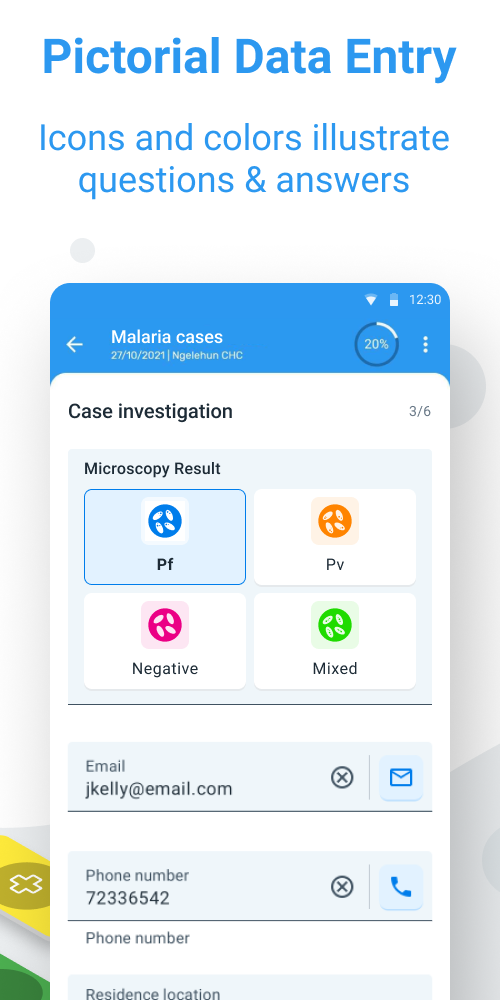 Pictorial Data Entry
Icons and colors illustrate
questions & answers
12:30
Malaria cases
27/10/2021 | Ngelehun CHC
20%
Case investigation
3/6
Microscopy Result
Pf
Pv
Negative
Mixed
Email
jkelly@email.com
Phone number
72336542
Phone number
Residence location